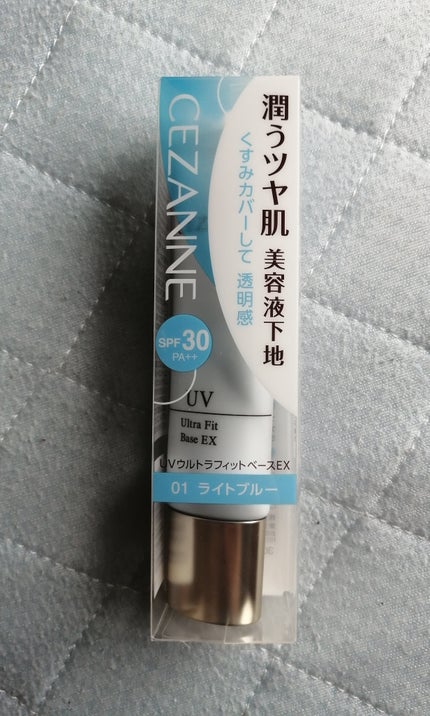 潤うツヤ肌 美容液下地
くすみカバーして 透明感
CEZANNE
SPF 30
PA++
UV
Ultra Fit
Base EX
UVウルトラフィットベースEX
01 ライトブルー